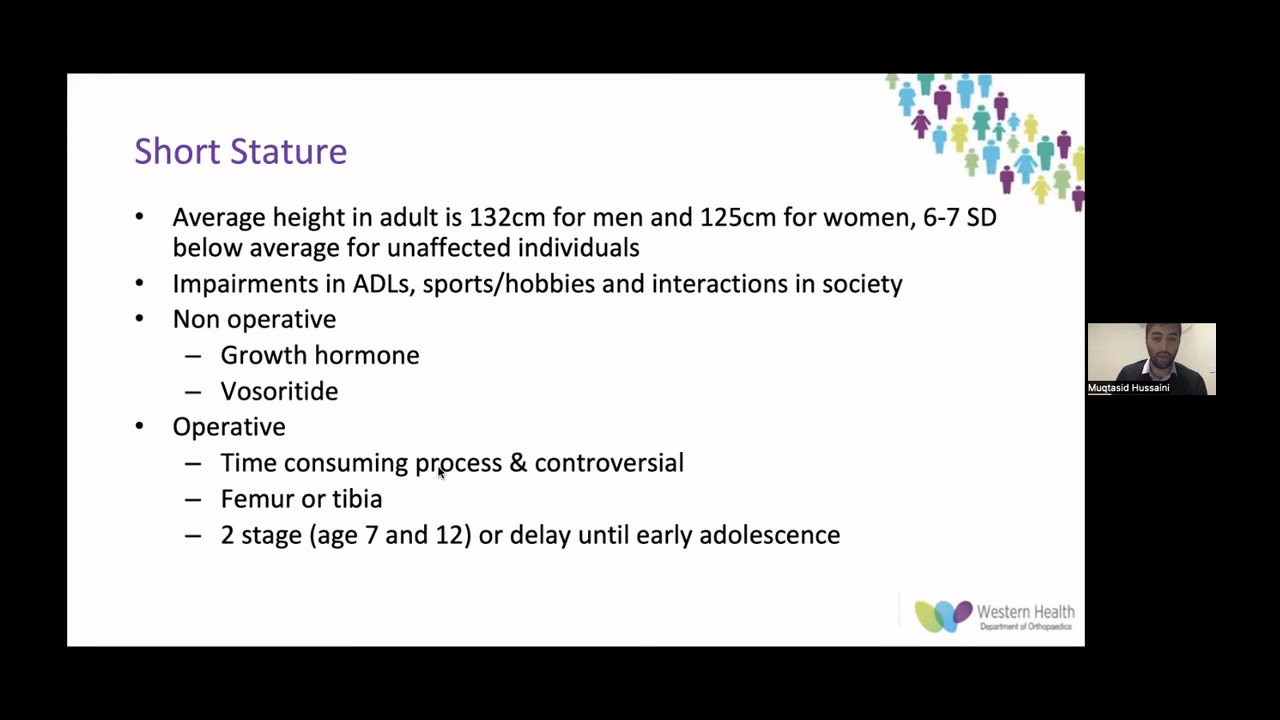 Short Stature
• Average height in adult is 132cm for men and 125cm for women, 6-7 SD
below average for unaffected individuals
• Impairments in ADLs, sports/hobbies and interactions in society
• Non operative
– Growth hormone
– Vosoritide
• Operative
– Time consuming process & controversial
– Femur or tibia
– 2 stage (age 7 and 12) or delay until early adolescence
Muqtasid Hussaini
Western Health
Department of Orthopaedics